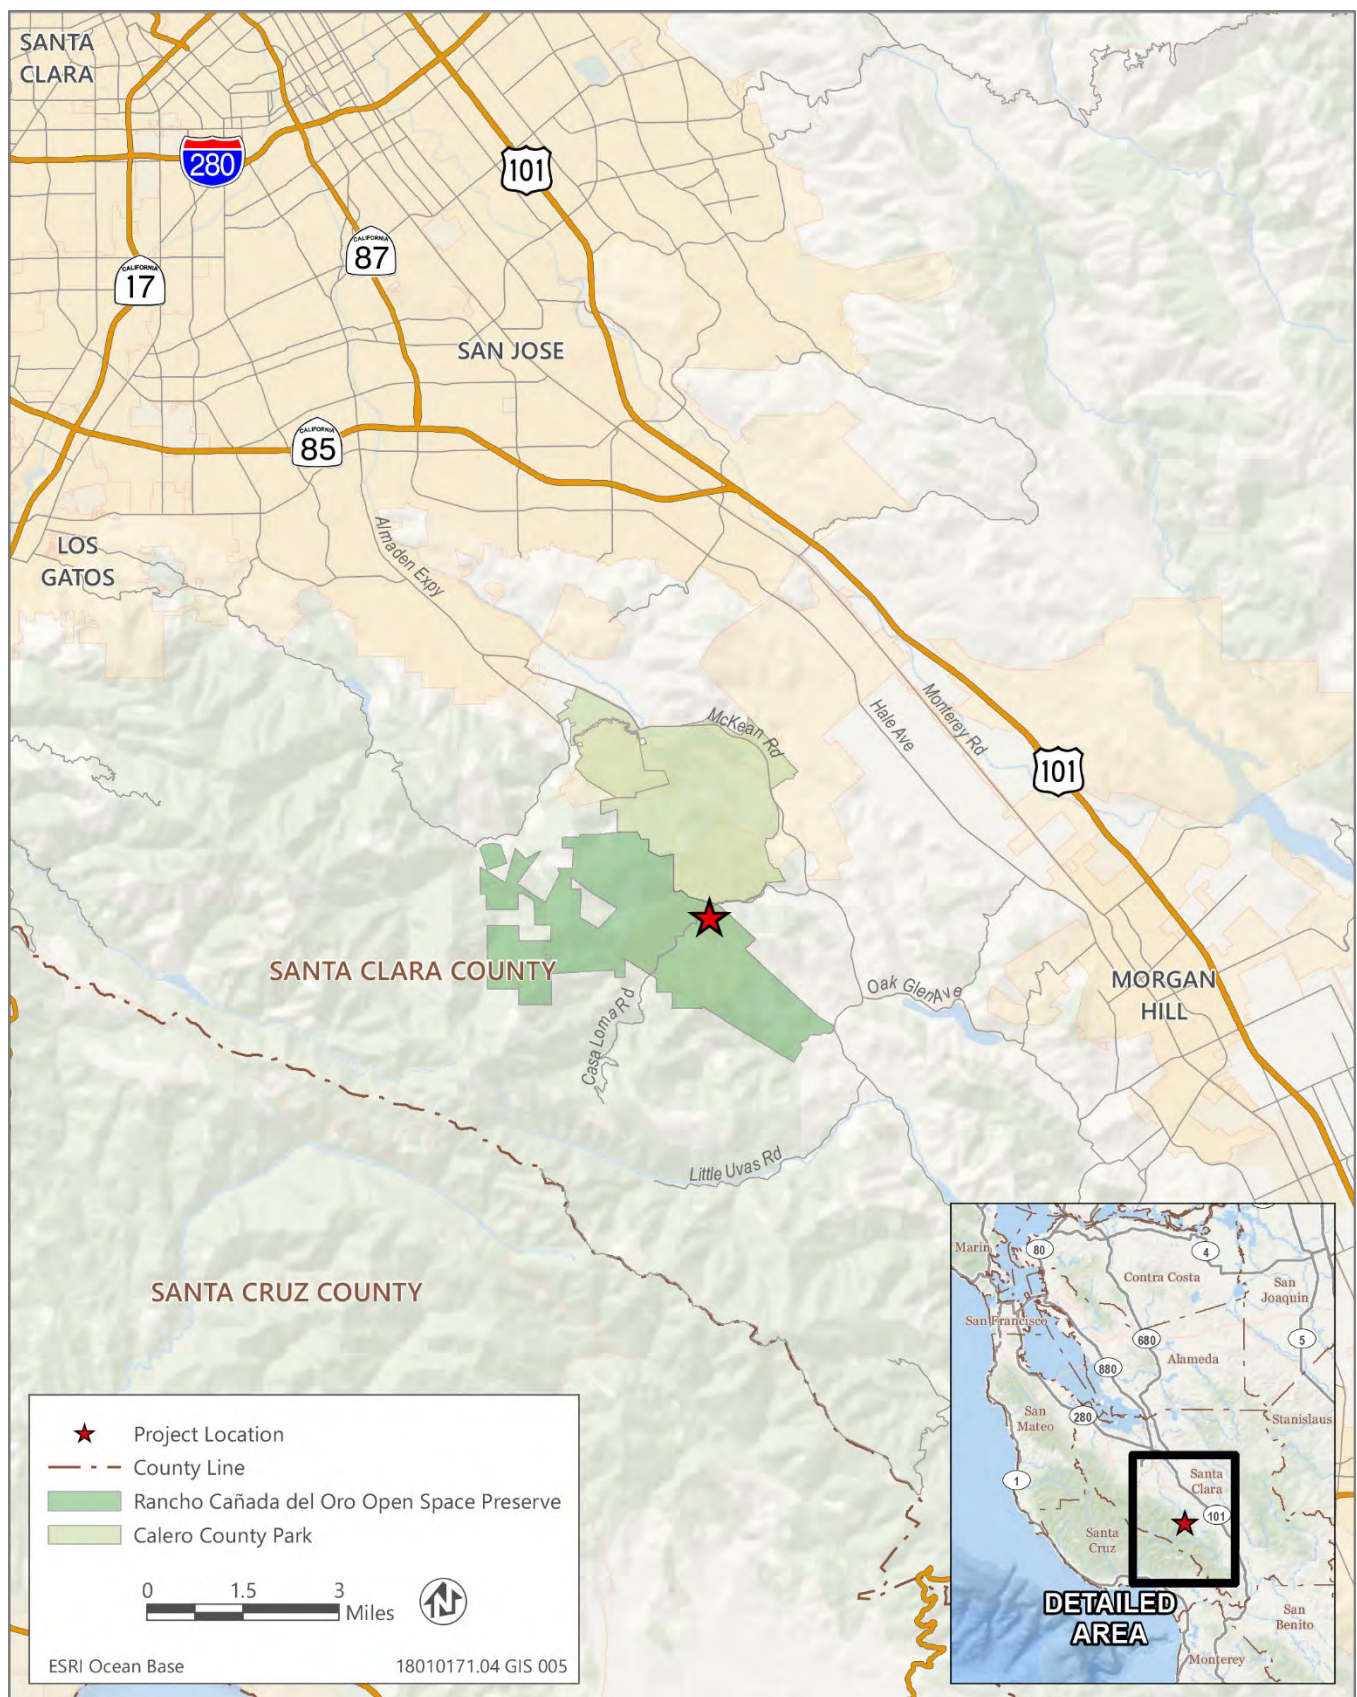 SANTA
CLARA
280
101
CALIFORNIA
87
CALIFORNIA
17
SAN JOSE
CALIFORNIA
85
Almaden Expy
LOS
GATOS
McKean Rd
Hale Ave
Monterey Rd
101
SANTA CLARA COUNTY
Casa Loma Rd
Oak Glen Ave
MORGAN
HILL
Little Uvas Rd
SANTA CRUZ COUNTY
Project Location
County Line
Rancho Cañada del Oro Open Space Preserve
Calero County Park
0 1.5 3
Miles
N
ESRI Ocean Base
18010171.04 GIS 005
Marin
80
4
Contra Costa
San
Joaquin
San Francisco
680
5
Alameda
880
San
Mateo
280
Stanislaus
1
Santa
Clara
101
Santa
Cruz
DETAILED
AREA
San
Benito
Monterey